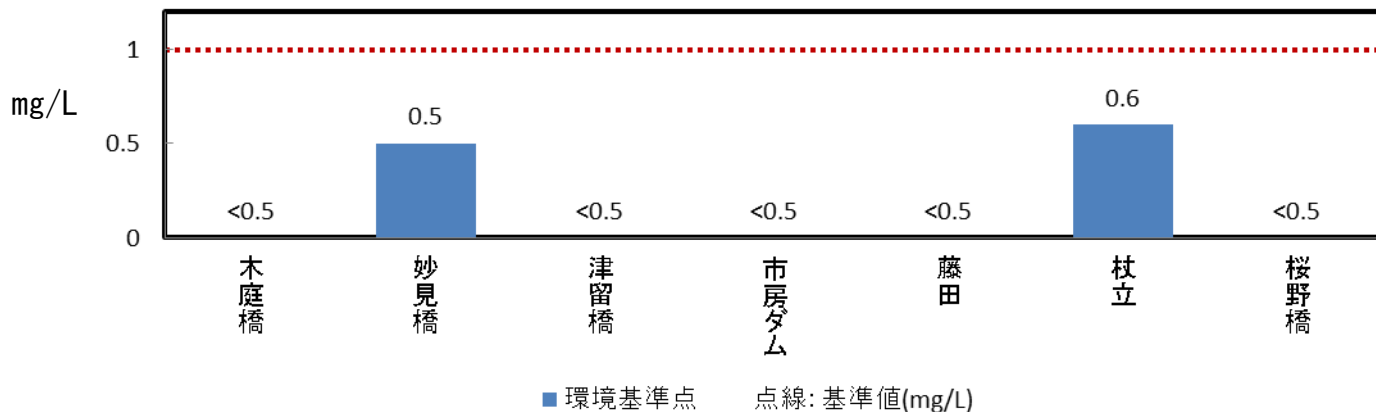 1
mg/L
0.6
0.5
0.5
<0.5
<0.5
<0.5
<0.5
<0.5
0
木庭橋
妙見橋
津留橋
市房ダム
藤田
杖立
桜野橋
環境基準点
点線: 基準値(mg/L)